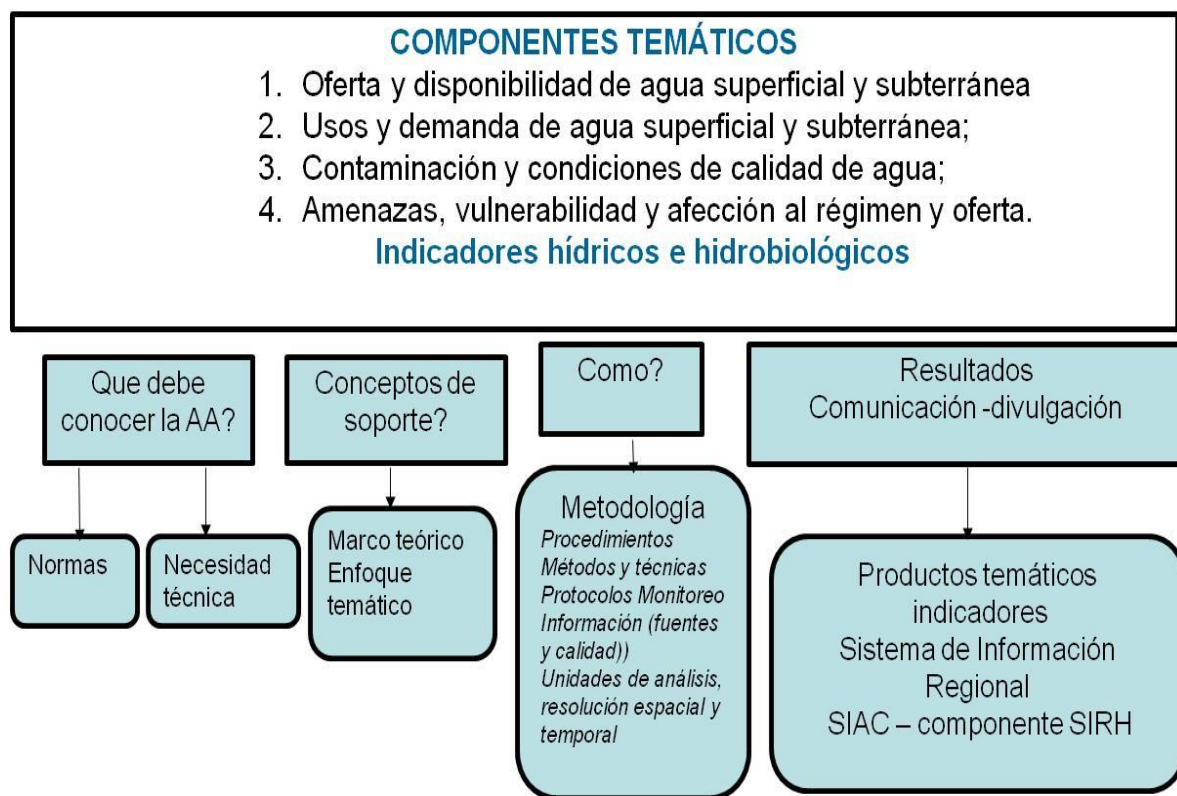 COMPONENTES TEMÁTICOS
1. Oferta y disponibilidad de agua superficial y subterránea
2. Usos y demanda de agua superficial y subterránea;
3. Contaminación y condiciones de calidad de agua;
4. Amenazas, vulnerabilidad y afección al régimen y oferta.
Indicadores hídricos e hidrobiológicos
Que debe
conocer la AA?
Conceptos de
soporte?
Como?
Resultados
Comunicación -divulgación
Normas
Necesidad
técnica
Marco teórico
Enfoque
temático
Metodología
Procedimientos
Métodos y técnicas
Protocolos Monitoreo
Información (fuentes
y calidad))
Unidades de análisis,
resolución espacial y
temporal
Productos temáticos
indicadores
Sistema de Información
Regional
SIAC – componente SIRH